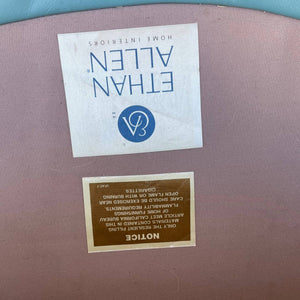 ETHAN
ALLEN®
HOME INTERIORS
NOTICE
ONLY THE RESILIENT FILLING
MATERIALS CONTAINED IN THIS
ARTICLE MEET CALIFORNIA BUREAU
OF HOME FURNISHINGS
FLAMMABILITY REQUIREMENTS.
CARE SHOULD BE EXERCISED NEAR
OPEN FLAME OR WITH BURNING
CIGARETTES.